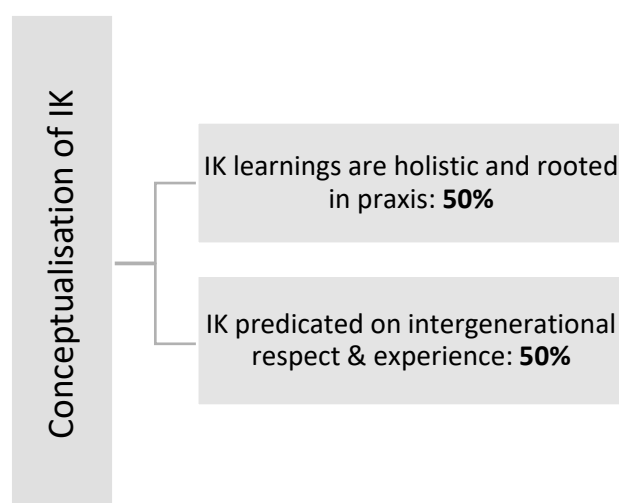 Conceptualisation of IK
IK learnings are holistic and rooted
in praxis: 50%
IK predicated on intergenerational
respect & experience: 50%